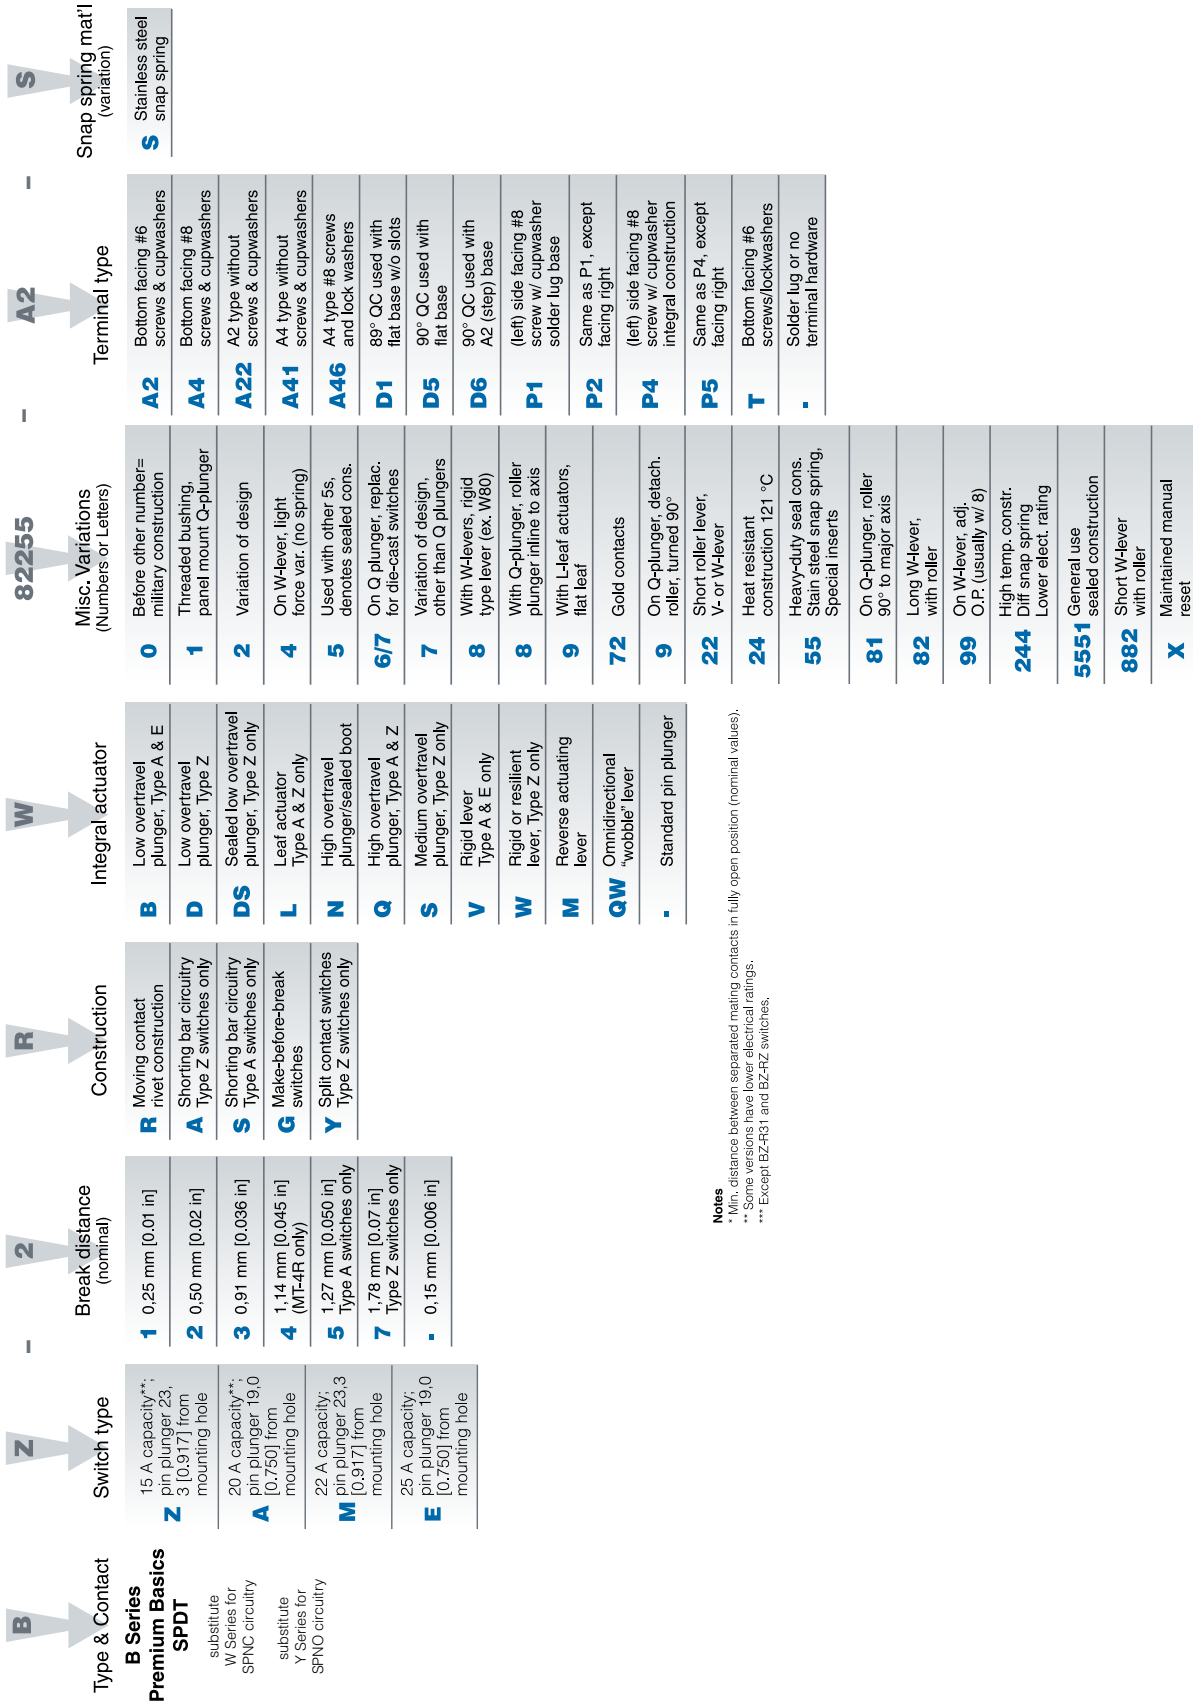 B
Z
–
2
R
W
82255
–
A2
–
S
Type & Contact
B Series
Premium Basics
SPDT
substitute
W Series for
SPNC circuitry
substitute
Y Series for
SPNO circuitry
Switch type
Z
15 A capacity**;
pin plunger 23,
3 [0.917] from
mounting hole
A
20 A capacity**;
pin plunger 19,0
[0.750] from
mounting hole
M
22 A capacity;
pin plunger 23,3
[0.917] from
mounting hole
E
25 A capacity;
pin plunger 19,0
[0.750] from
mounting hole
Break distance
(nominal)
1 0,25 mm [0.01 in]
2 0,50 mm [0.02 in]
3 0,91 mm [0.036 in]
4 1,14 mm [0.045 in]
(MT-4R only)
5 1,27 mm [0.050 in]
Type A switches only
7 1,78 mm [0.07 in]
Type Z switches only
- 0,15 mm [0.006 in]
Construction
R Moving contact
rivet construction
A Shorting bar circuitry
Type Z switches only
S Shorting bar circuitry
Type A switches only
G Make-before-break
switches
Y Split contact switches
Type Z switches only
Integral actuator
B Low overtravel
plunger, Type A & E
D Low overtravel
plunger, Type Z
DS Sealed low overtravel
plunger, Type Z only
L Leaf actuator
Type A & Z only
N High overtravel
plunger/sealed boot
Q High overtravel
plunger, Type A & Z
S Medium overtravel
plunger, Type Z only
V Rigid lever
Type A & E only
W Rigid or resilient
lever, Type Z only
M Reverse actuating
lever
QW Omnidirectional
“wobble” lever
- Standard pin plunger
Misc. Variations
(Numbers or Letters)
0 Before other number=
military construction
1 Threaded bushing,
panel mount Q-plunger
2 Variation of design
4 On W-lever, light
force var. (no spring)
5 Used with other 5s,
denotes sealed cons.
6/7 On Q plunger, replac.
for die-cast switches
7 Variation of design,
other than Q plungers
8 With W-levers, rigid
type lever (ex. W80)
8 With Q-plunger, roller
plunger inline to axis
9 With L-leaf actuators,
flat leaf
72 Gold contacts
9 On Q-plunger, detach.
roller, turned 90°
22 Short roller lever,
V- or W-lever
24 Heat resistant
construction 121 °C
55 Heavy-duty seal cons.
Stain steel snap spring,
Special inserts
81 On Q-plunger, roller
90° to major axis
82 Long W-lever,
with roller
99 On W-lever, adj.
O.P. (usually w/ 8)
244 High temp. constr.
Diff snap spring
Lower elect. rating
5551 General use
sealed construction
882 Short W-lever
with roller
X Maintained manual
reset
Terminal type
A2 Bottom facing #6
screws & cupwashers
A4 Bottom facing #8
screws & cupwashers
A22 A2 type without
screws & cupwashers
A41 A4 type without
screws & cupwashers
A46 A4 type #8 screws
and lock washers
D1 89° QC used with
flat base w/o slots
D5 90° QC used with
flat base
D6 90° QC used with
A2 (step) base
P1 (left) side facing #8
screw w/ cupwasher
solder lug base
P2 Same as P1, except
facing right
P4 (left) side facing #8
screw w/ cupwasher
integral construction
P5 Same as P4, except
facing right
T Bottom facing #6
screws/lockwashers
- Solder lug or no
terminal hardware
Snap spring mat’l
(variation)
S Stainless steel
snap spring
Notes
* Min. distance between separated mating contacts in fully open position (nominal values).
** Some versions have lower electrical ratings.
*** Except BZ-R31 and BZ-RZ switches.